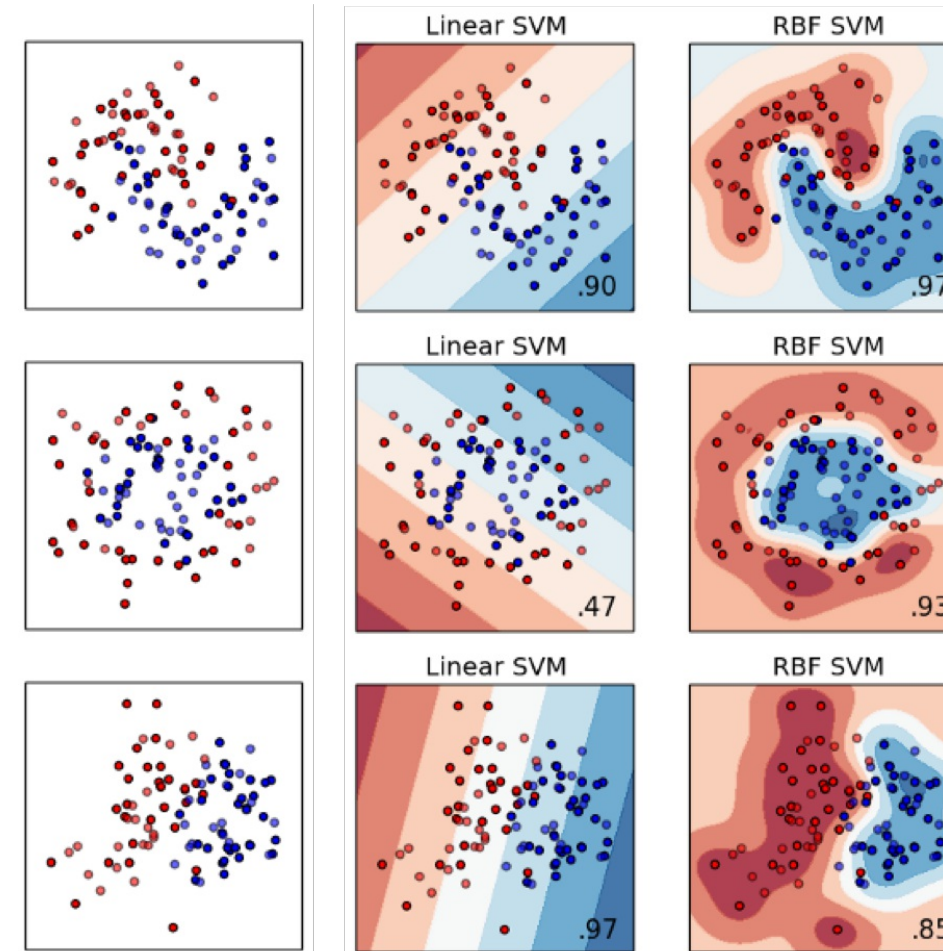 Linear SVM
RBF SVM
.90
.97
Linear SVM
RBF SVM
.47
.93
Linear SVM
RBF SVM
.97
.85